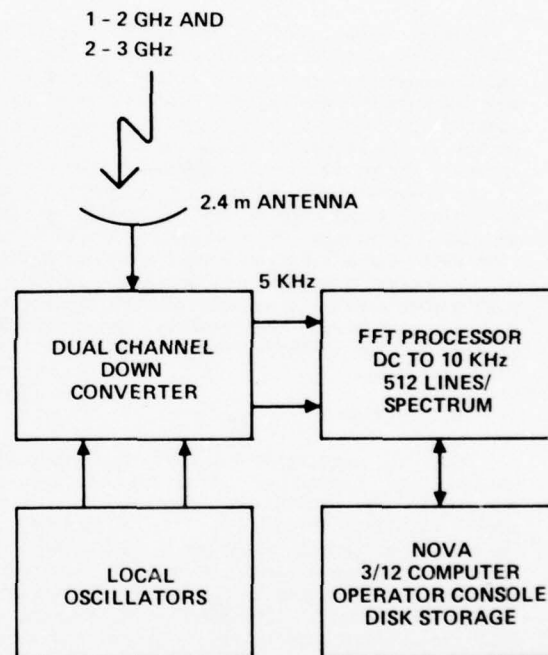 1 - 2 GHz AND
2 - 3 GHz
2.4 m ANTENNA
5 KHz
DUAL CHANNEL
DOWN
CONVERTER
FFT PROCESSOR
DC TO 10 KHz
512 LINES/
SPECTRUM
LOCAL
OSCILLATORS
NOVA
3/12 COMPUTER
OPERATOR CONSOLE
DISK STORAGE